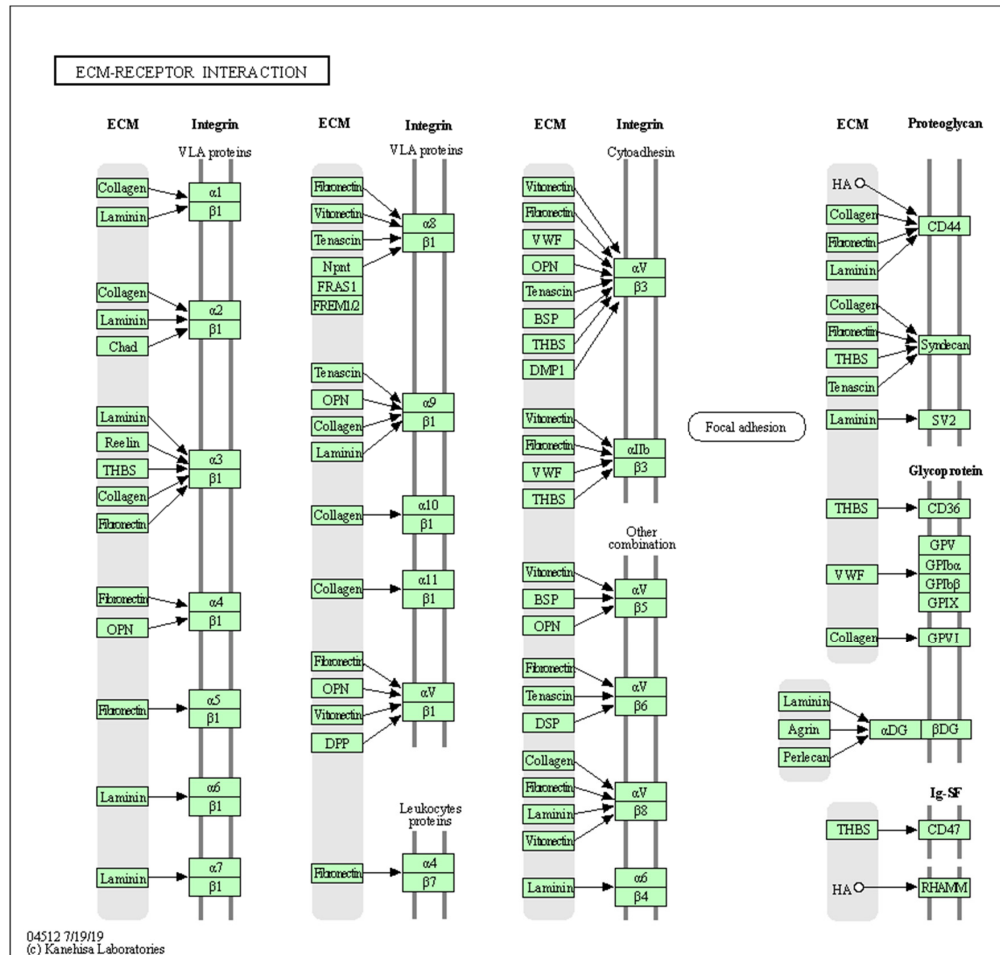 ECM-RECEPTOR INTERACTION
ECM
Integrin
VLA proteins
Collagen
Laminin
α1
β1
Collagen
Laminin
Chad
α2
β1
Laminin
Reelin
THBS
Collagen
Fibronectin
α3
β1
Fibronectin
OPN
α4
β1
Fibronectin
α5
β1
Laminin
α6
β1
Laminin
α7
β1
ECM
Integrin
VLA proteins
Fibronectin
Vitronectin
Tenascin
Npnt
FRAS1
FREM1/2
α8
β1
Tenascin
OPN
Collagen
Laminin
α9
β1
Collagen
α10
β1
Collagen
α11
β1
Fibronectin
OPN
Vitronectin
DPP
αV
β1
Leukocytes
proteins
Fibronectin
α4
β7
ECM
Integrin
Cytoadhesin
Vitronectin
Fibronectin
VWF
OPN
Tenascin
BSP
THBS
DMP1
αV
β3
Vitronectin
Fibronectin
VWF
THBS
αIIb
β3
Other
combination
Vitronectin
BSP
OPN
αV
β5
Fibronectin
Tenascin
DSP
αV
β6
Collagen
Fibronectin
Laminin
Vitronectin
αV
β8
Laminin
α6
β4
Focal adhesion
ECM
Proteoglycan
HA
Collagen
Fibronectin
Laminin
CD44
Collagen
Fibronectin
THBS
Tenascin
Syndecan
Laminin
SV2
Glycoprotein
THBS
CD36
VWF
GPV
GPIbα
GPIbβ
GPIX
Collagen
GPVI
Laminin
Agrin
Perlecan
αDG
βDG
Ig-SF
THBS
CD47
HA
RHAMM
04512 7/19/19
(c) Kanehisa Laboratories